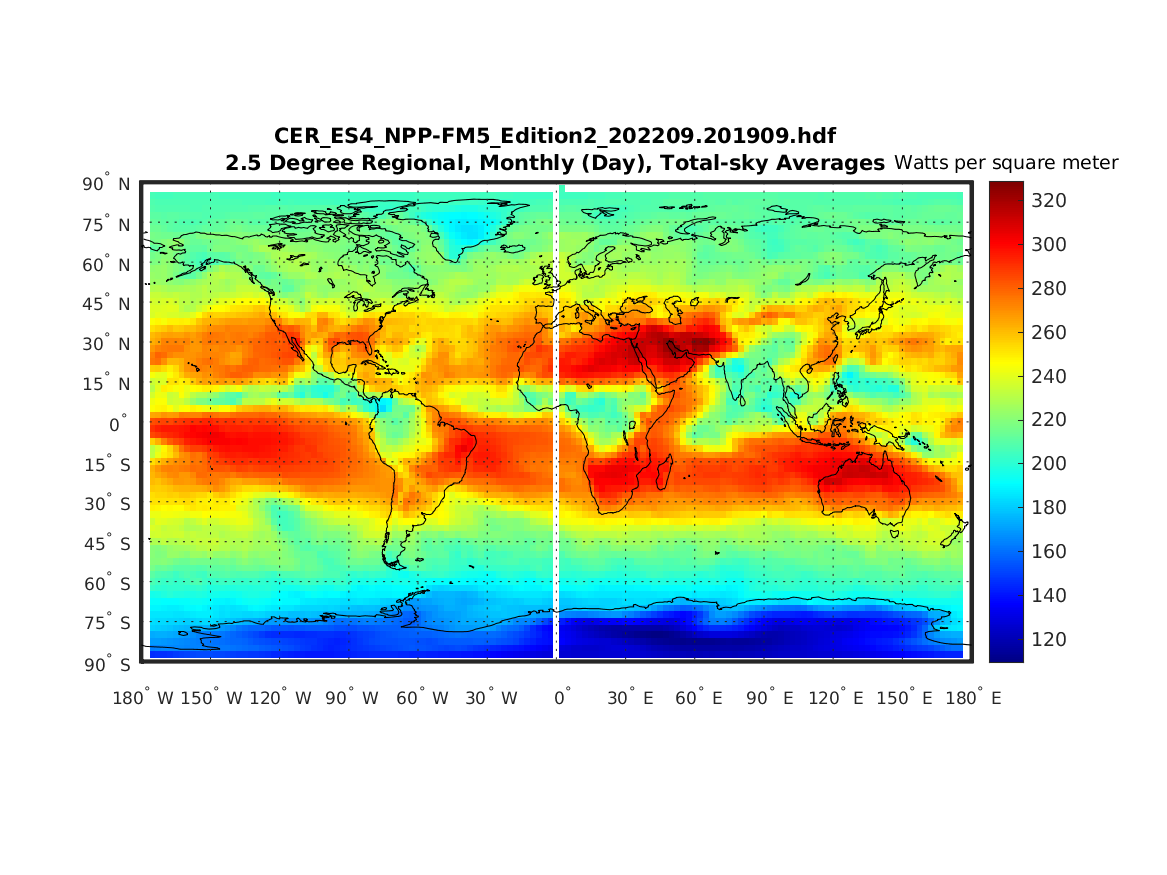 CER_ES4_NPP-FM5_Edition2_202209.201909.hdf
2.5 Degree Regional, Monthly (Day), Total-sky Averages
Watts per square meter
90° N
75° N
60° N
45° N
30° N
15° N
0°
15° S
30° S
45° S
60° S
75° S
90° S
180° W 150° W 120° W 90° W 60° W 30° W 0° 30° E 60° E 90° E 120° E 150° E 180° E
320
300
280
260
240
220
200
180
160
140
120